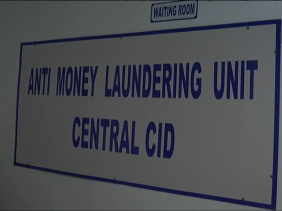 WAITING ROOM
ANTI MONEY LAUNDERING UNIT
CENTRAL CID